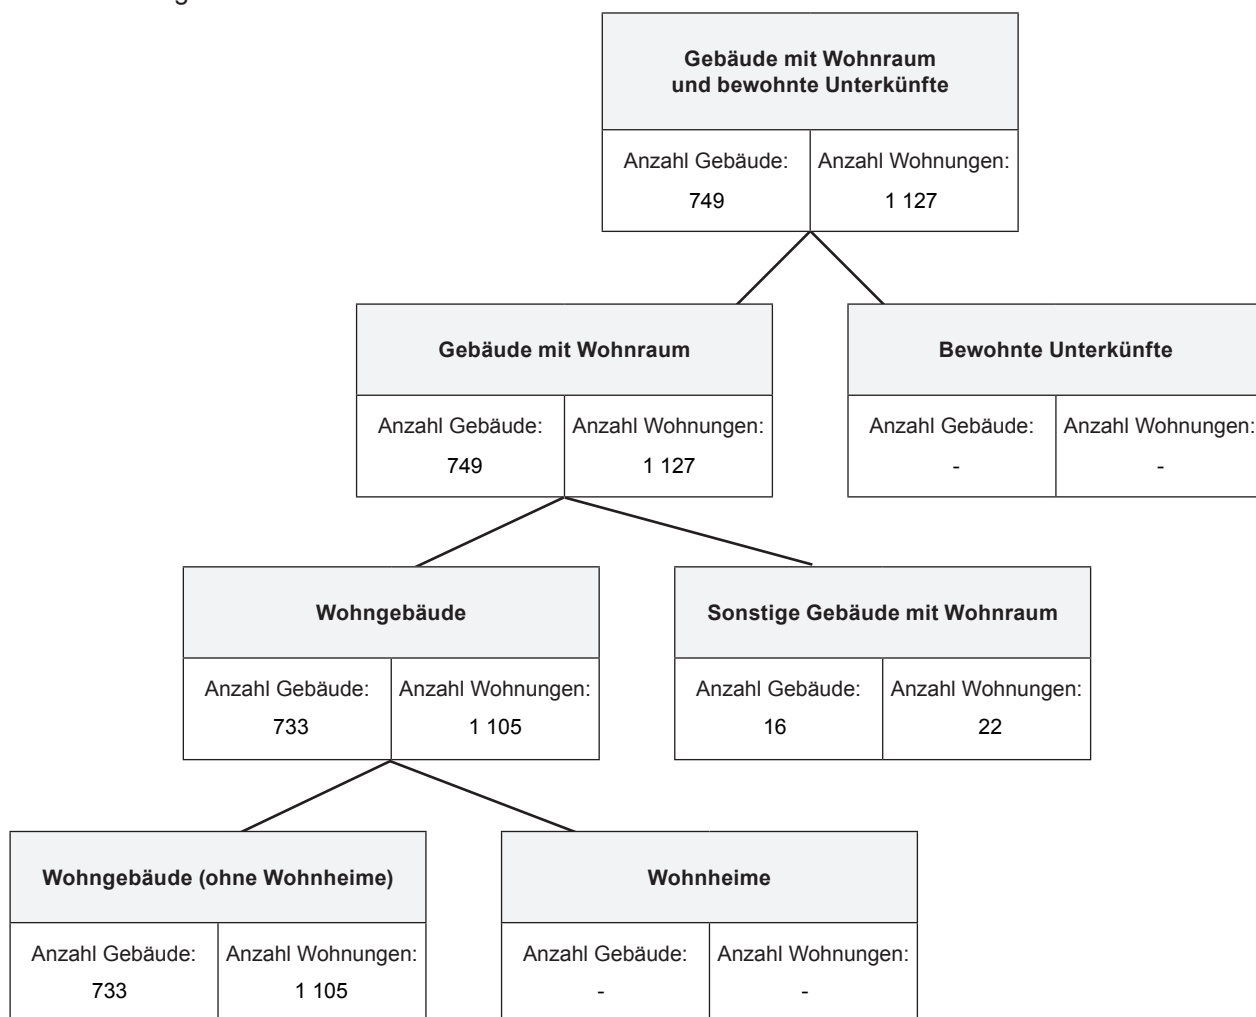 Gebäude mit Wohnraum
und bewohnte Unterkünfte
Anzahl Gebäude: Anzahl Wohnungen:
749 1 127
Gebäude mit Wohnraum
Anzahl Gebäude: Anzahl Wohnungen:
749 1 127
Bewohnte Unterkünfte
Anzahl Gebäude: Anzahl Wohnungen:
- -
Wohngebäude
Anzahl Gebäude: Anzahl Wohnungen:
733 1 105
Sonstige Gebäude mit Wohnraum
Anzahl Gebäude: Anzahl Wohnungen:
16 22
Wohngebäude (ohne Wohnheime)
Anzahl Gebäude: Anzahl Wohnungen:
733 1 105
Wohnheime
Anzahl Gebäude: Anzahl Wohnungen:
- -